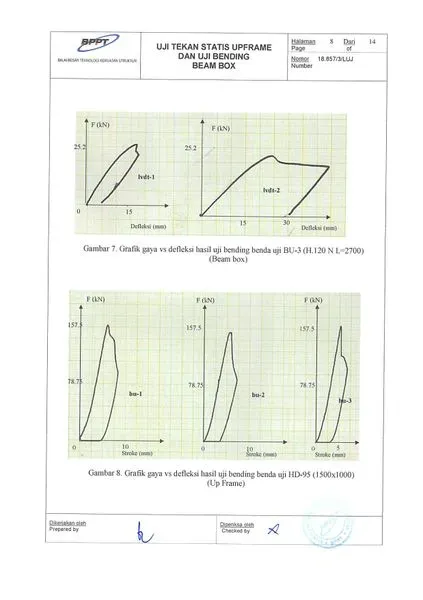 BPPT
BALAI BESAR TEKNOLOGI KEKUATAN STRUKTUR
UJI TEKAN STATIS UPFRAME
DAN UJI BENDING
BEAM BOX
Halaman 8 Dari 14
Page of
Nomor 18.857/3/LUJ
Number
F (kN)
25.2
lvdt-1
0
15
Defleksi (mm)
F (kN)
25.2
lvdt-2
15
30
Defleksi (mm)
Gambar 7. Grafik gaya vs defleksi hasil uji bending benda uji BU-3 (H.120 N L=2700)
(Beam box)
F (kN)
157.5
78.75
bu-1
0
10
Stroke (mm)
F (kN)
157.5
78.75
bu-2
0
10
Stroke (mm)
F (kN)
157.5
78.75
bu-3
0
5
Stroke (mm)
Gambar 8. Grafik gaya vs defleksi hasil uji bending benda uji HD-95 (1500x1000)
(Up Frame)
Dikerjakan oleh
Prepared by
Diperiksa oleh
Checked by